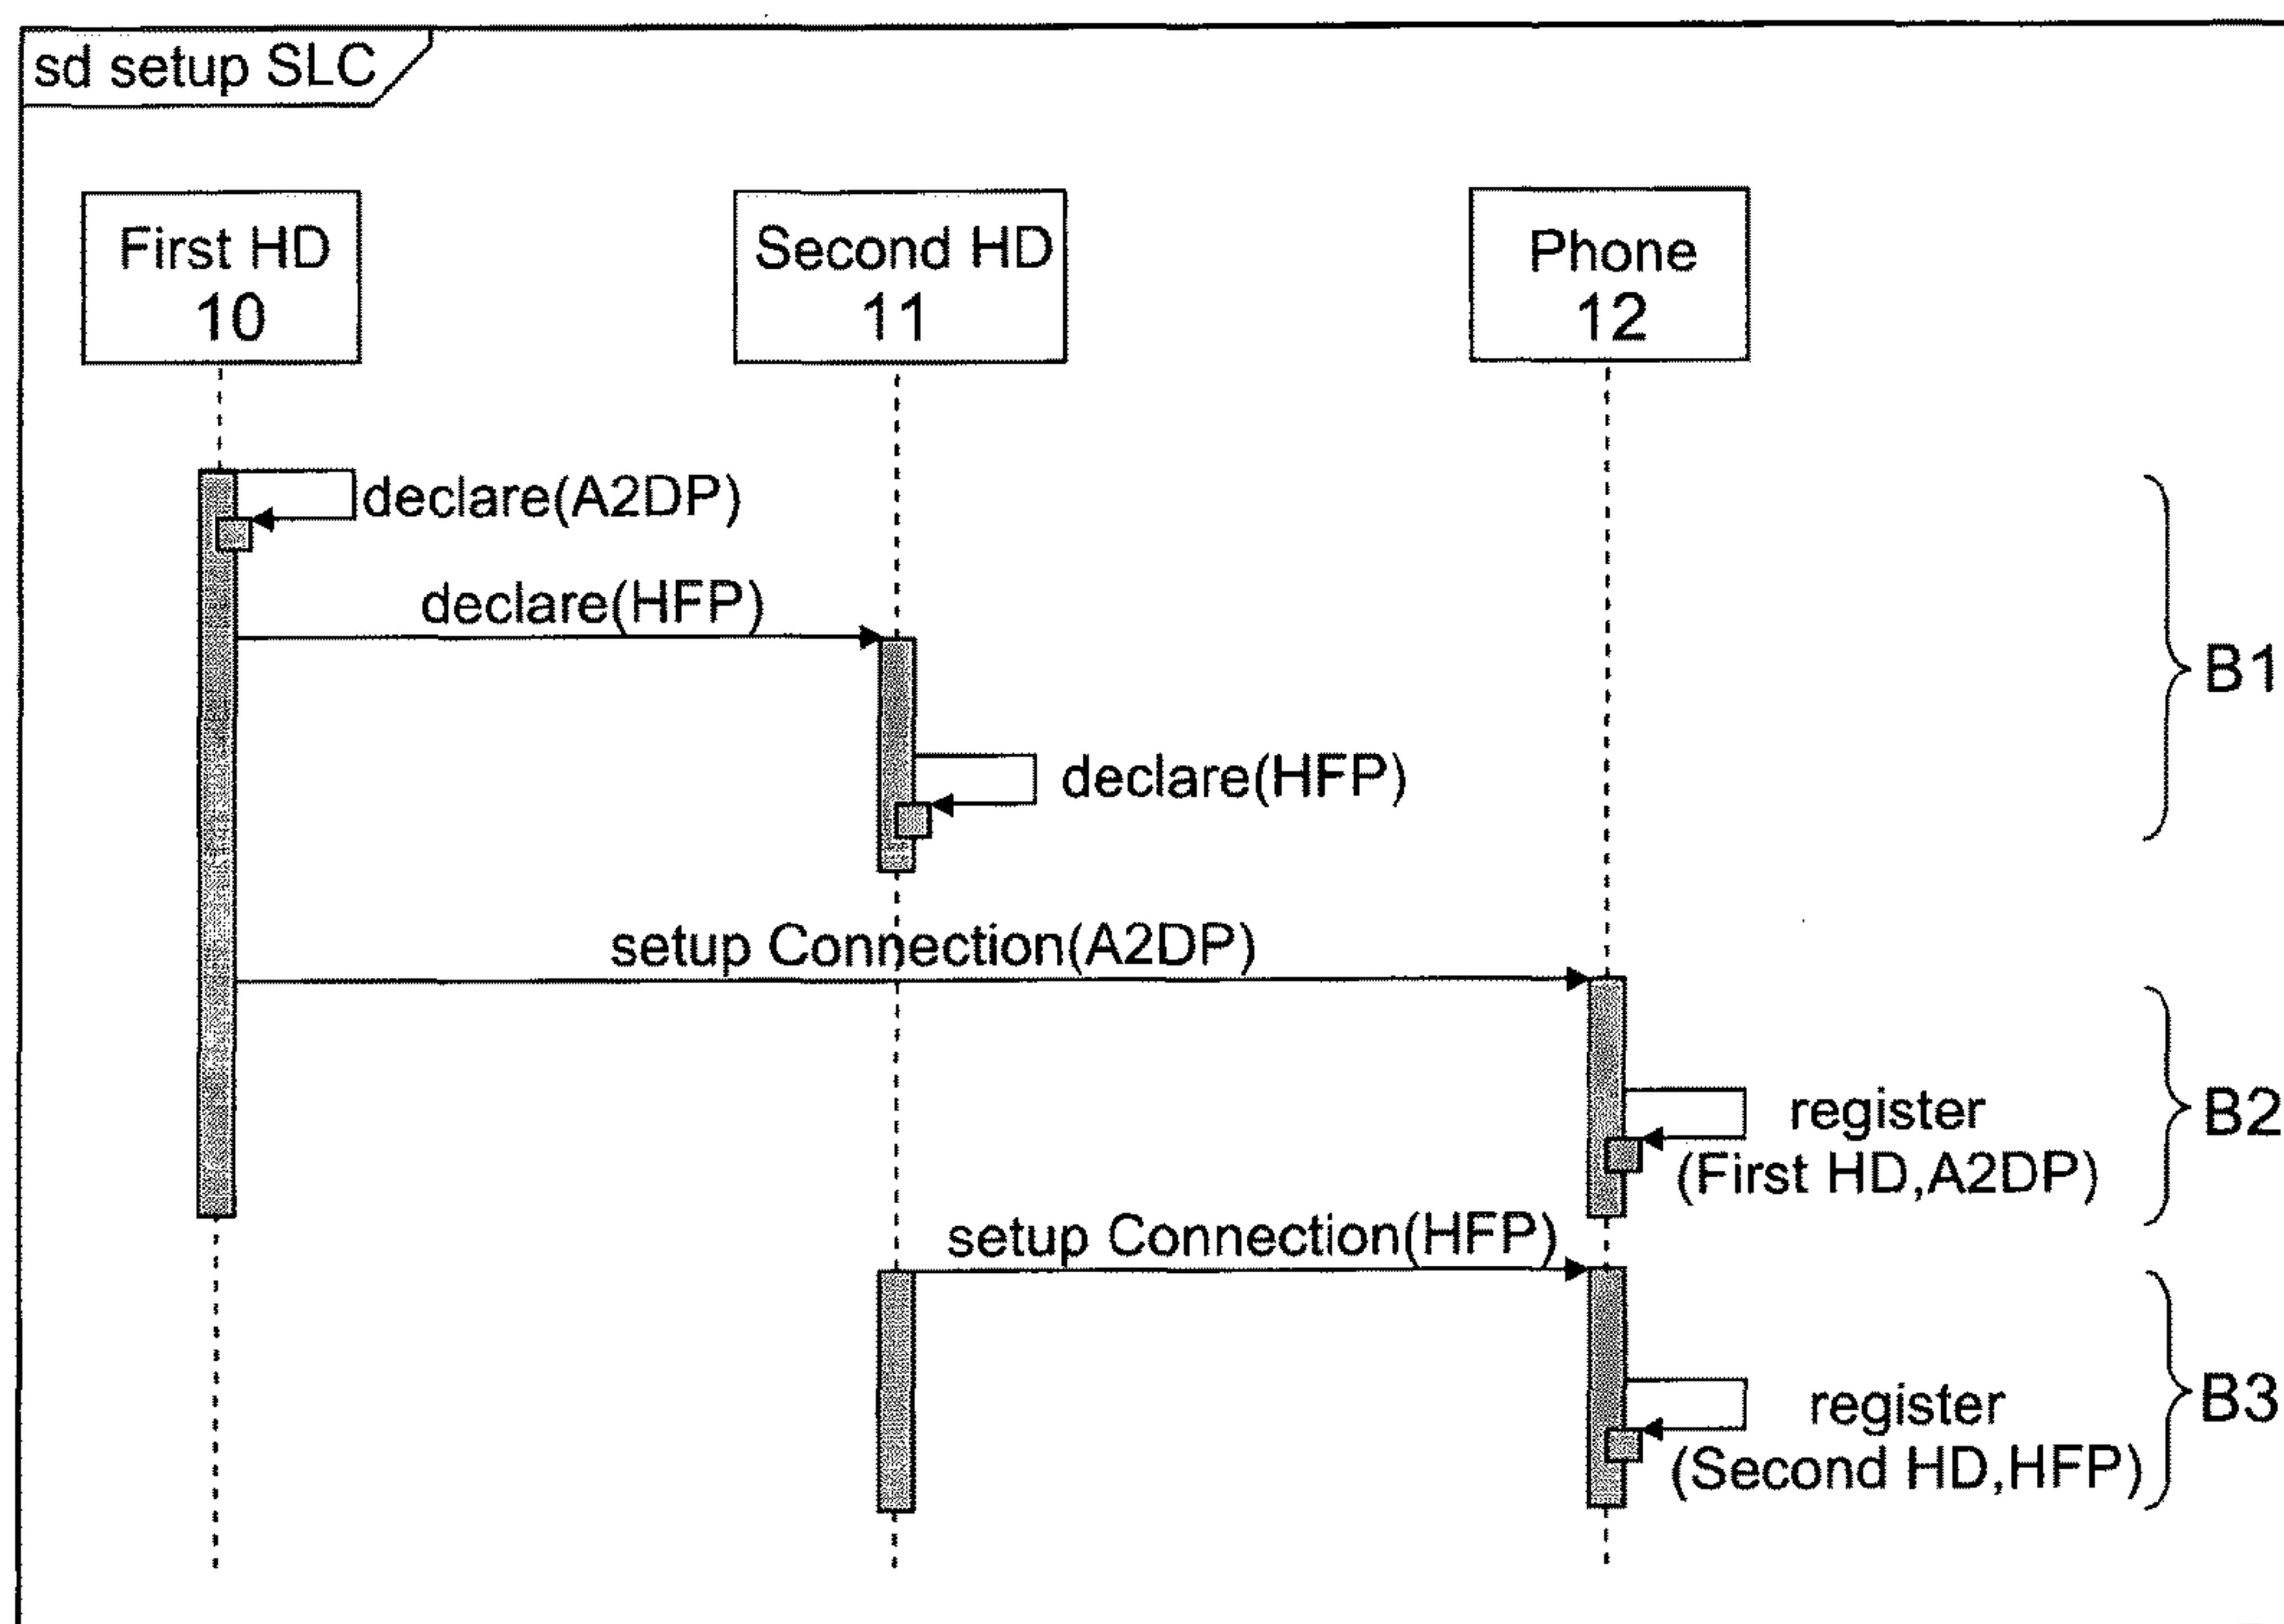 sd setup SLC
First HD
10
Second HD
11
Phone
12
declare(A2DP)
declare(HFP)
B1
declare(HFP)
setup Connection(A2DP)
register
(First HD,A2DP)
B2
setup Connection(HFP)
register
(Second HD,HFP)
B3